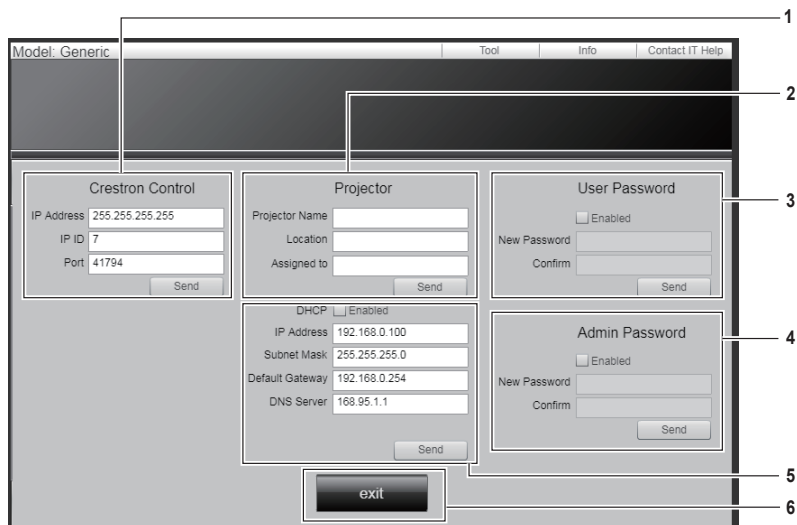 1
Model: Generic
Tool
Info
Contact IT Help
2
Crestron Control
IP Address 255.255.255.255
IP ID 7
Port 41794
Send
Projector
Projector Name
Location
Assigned to
Send
User Password
Enabled
New Password
Confirm
Send
3
DHCP Enabled
IP Address 192.168.0.100
Subnet Mask 255.255.255.0
Default Gateway 192.168.0.254
DNS Server 168.95.1.1
Send
Admin Password
Enabled
New Password
Confirm
Send
4
5
exit
6